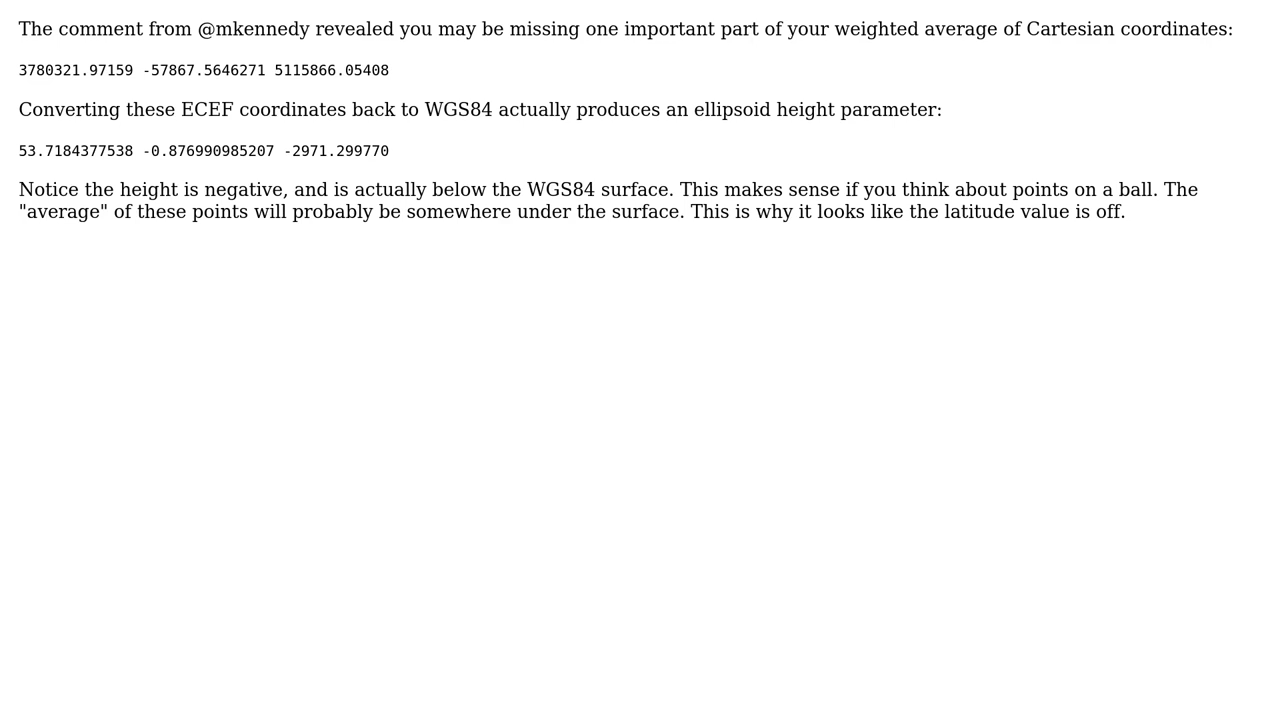 The comment from @mkennedy revealed you may be missing one important part of your weighted average of Cartesian coordinates:
3780321.97159 -57867.5646271 5115866.05408
Converting these ECEF coordinates back to WGS84 actually produces an ellipsoid height parameter:
53.7184377538 -0.876990985207 -2971.299770
Notice the height is negative, and is actually below the WGS84 surface. This makes sense if you think about points on a ball. The
"average" of these points will probably be somewhere under the surface. This is why it looks like the latitude value is off.